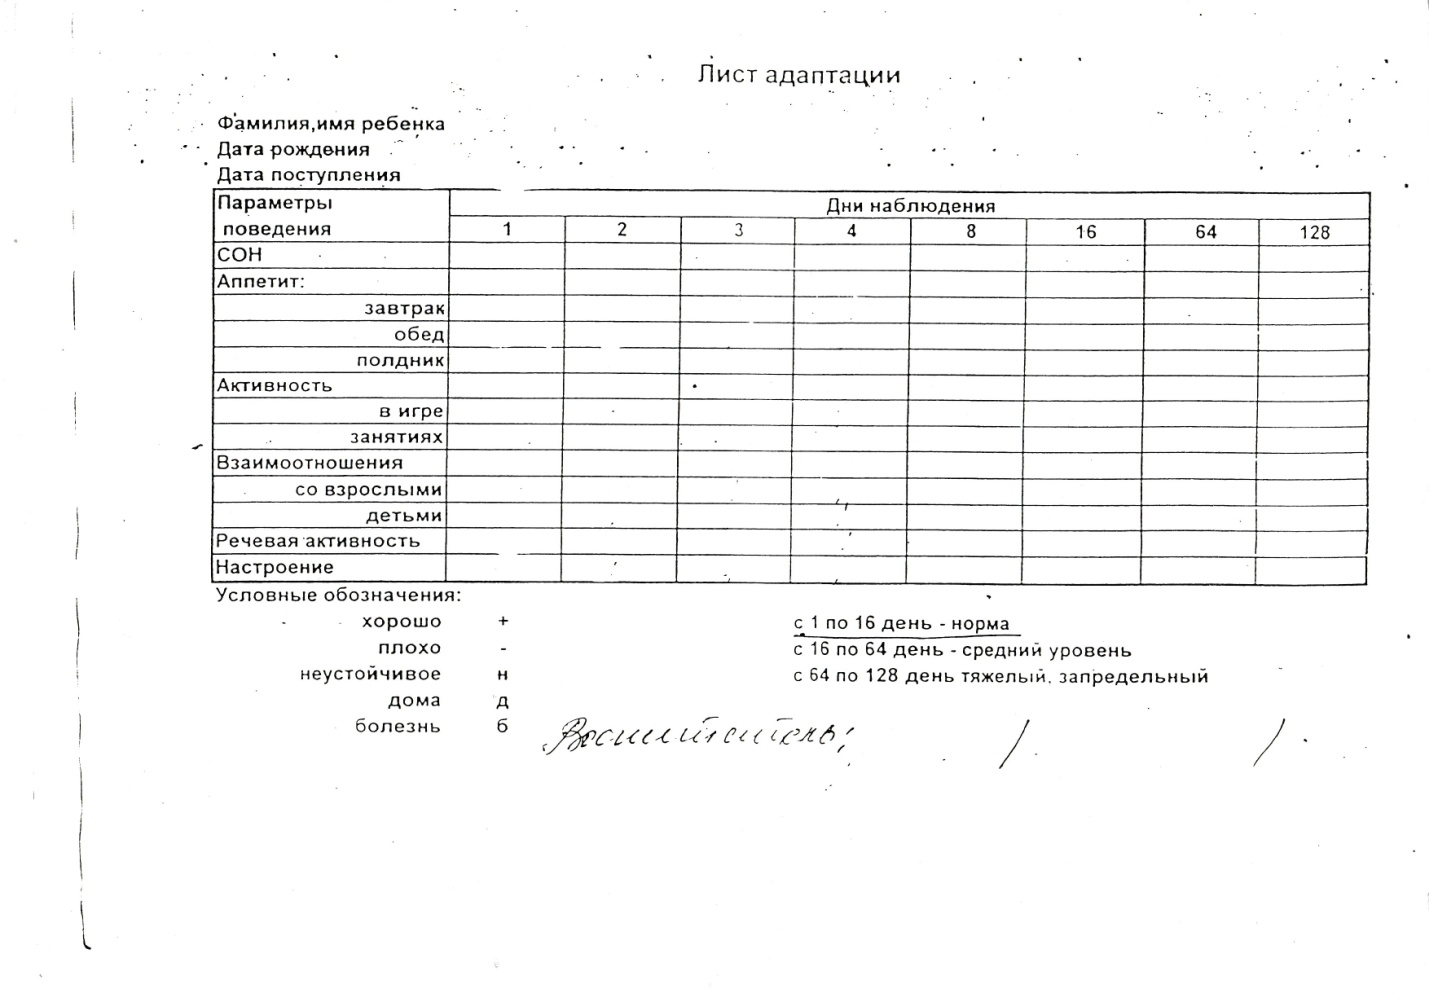 Лист адаптации
Фамилия,имя ребенка
Дата рождения
Дата поступления
Параметры поведения Дни наблюдения
1 2 3 4 8 16 64 128
СОН
Аппетит:
завтрак
обед
полдник
Активность
в игре
занятиях
Взаимоотношения
со взрослыми
детьми
Речевая активность
Настроение
Условные обозначения:
хорошо + с 1 по 16 день - норма
плохо - с 16 по 64 день - средний уровень
неустойчивое н с 64 по 128 день тяжелый, запредельный
дома д
болезнь б
Воспитатель: / /